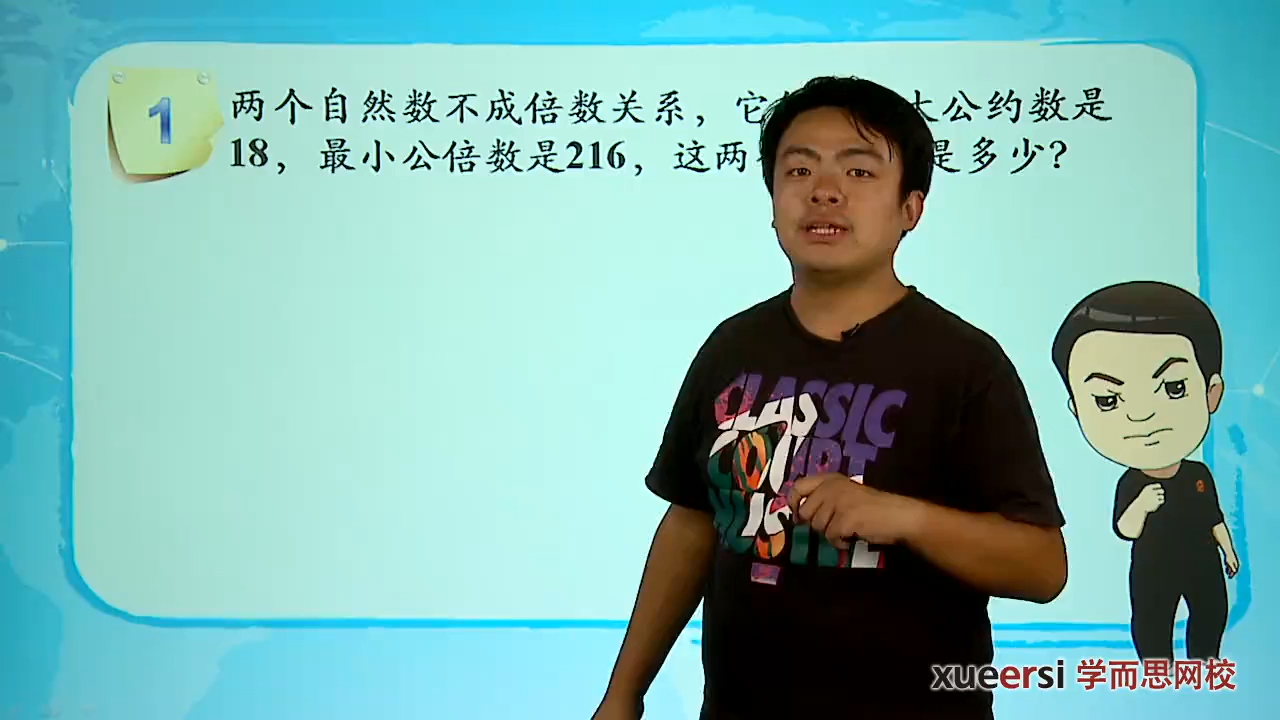 1
两个自然数不成倍数关系，它 大公约数是
18，最小公倍数是216，这两 是多少？
CLASSIC
COURT
xueersi 学而思网校